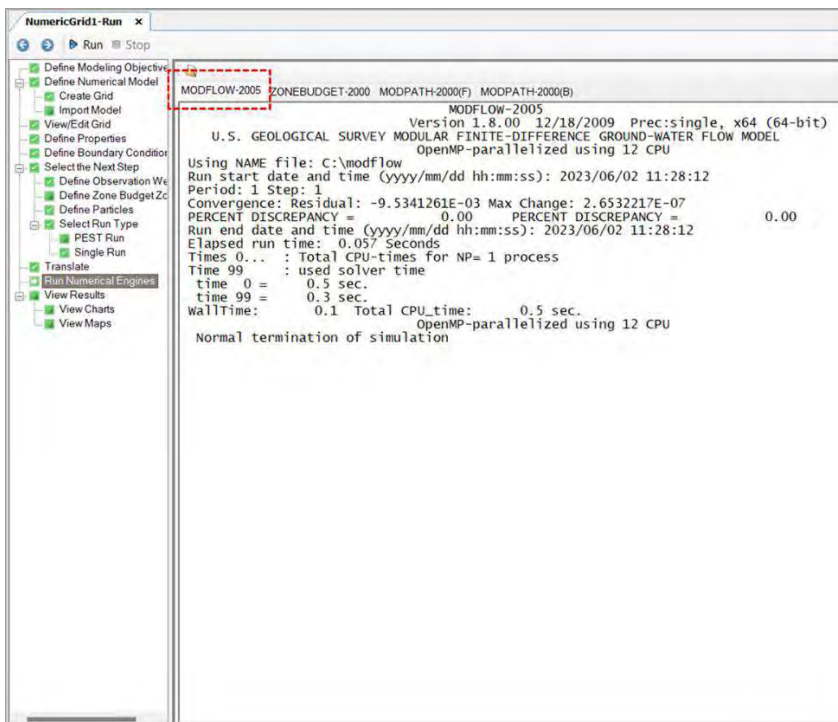 NumericGrid1-Run ×
Run Stop
Define Modeling Objective
Define Numerical Model
Create Grid
Import Model
View/Edit Grid
Define Properties
Define Boundary Condition
Select the Next Step
Define Observation We
Define Zone Budget Zo
Define Particles
Select Run Type
PEST Run
Single Run
Translate
Run Numerical Engines
View Results
View Charts
View Maps
MODFLOW-2005 ZONEBUDGET-2000 MODPATH-2000(F) MODPATH-2000(B)
MODFLOW-2005
Version 1.8.00 12/18/2009 Prec:single, x64 (64-bit)
U.S. GEOLOGICAL SURVEY MODULAR FINITE-DIFFERENCE GROUND-WATER FLOW MODEL
OpenMP-parallelized using 12 CPU
Using NAME file: C:\modflow
Run start date and time (yyyy/mm/dd hh:mm:ss): 2023/06/02 11:28:12
Period: 1 Step: 1
Convergence: Residual: -9.5341261E-03 Max Change: 2.6532217E-07
PERCENT DISCREPANCY = 0.00 PERCENT DISCREPANCY = 0.00
Run end date and time (yyyy/mm/dd hh:mm:ss): 2023/06/02 11:28:12
Elapsed run time: 0.057 Seconds
Times 0... : Total CPU-times for NP= 1 process
Time 99 : used solver time
time 0 = 0.5 sec.
time 99 = 0.3 sec.
WallTime: 0.1 Total CPU_time: 0.5 sec.
OpenMP-parallelized using 12 CPU
Normal termination of simulation